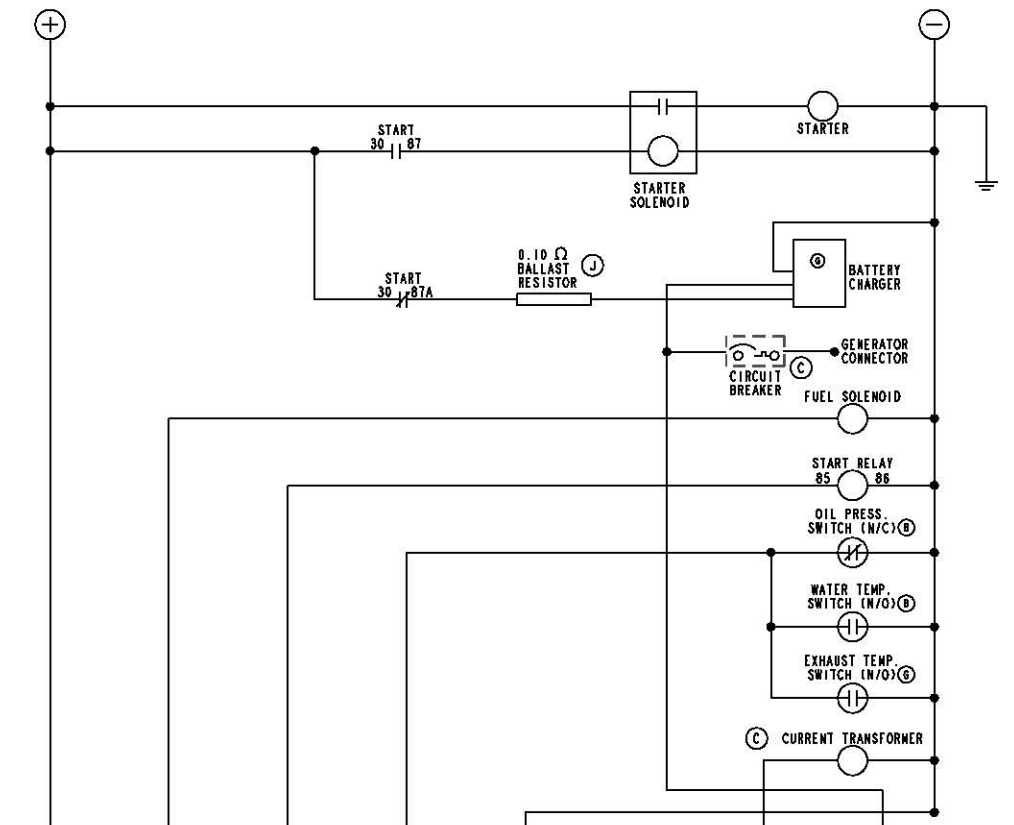 +
−
STARTER
START
30 87
STARTER
SOLENOID
0.10 Ω
BALLAST
RESISTOR
J
START
30 87A
G
BATTERY
CHARGER
GENERATOR
CONNECTOR
C
CIRCUIT
BREAKER
FUEL SOLENOID
START RELAY
85 86
OIL PRESS.
SWITCH (N/C) B
WATER TEMP.
SWITCH (N/O) B
EXHAUST TEMP.
SWITCH (N/O) G
C CURRENT TRANSFORMER